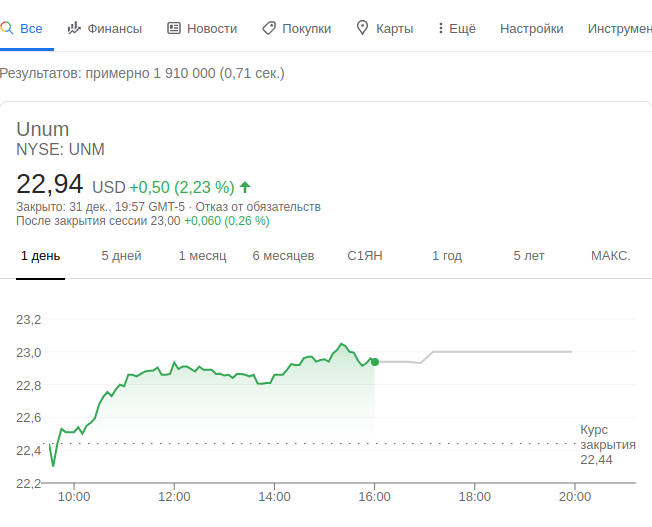 Все Финансы Новости Покупки Карты Ещё Настройки Инструмен
Результатов: примерно 1 910 000 (0,71 сек.)
Unum
NYSE: UNM
22,94 USD +0,50 (2,23 %)
Закрыто: 31 дек., 19:57 GMT-5 · Отказ от обязательств
После закрытия сессии 23,00 +0,060 (0,26 %)
1 день 5 дней 1 месяц 6 месяцев С1ЯН 1 год 5 лет МАКС.
23,2
23,0
22,8
22,6
22,4
22,2
Курс
закрытия
22,44
10:00 12:00 14:00 16:00 18:00 20:00